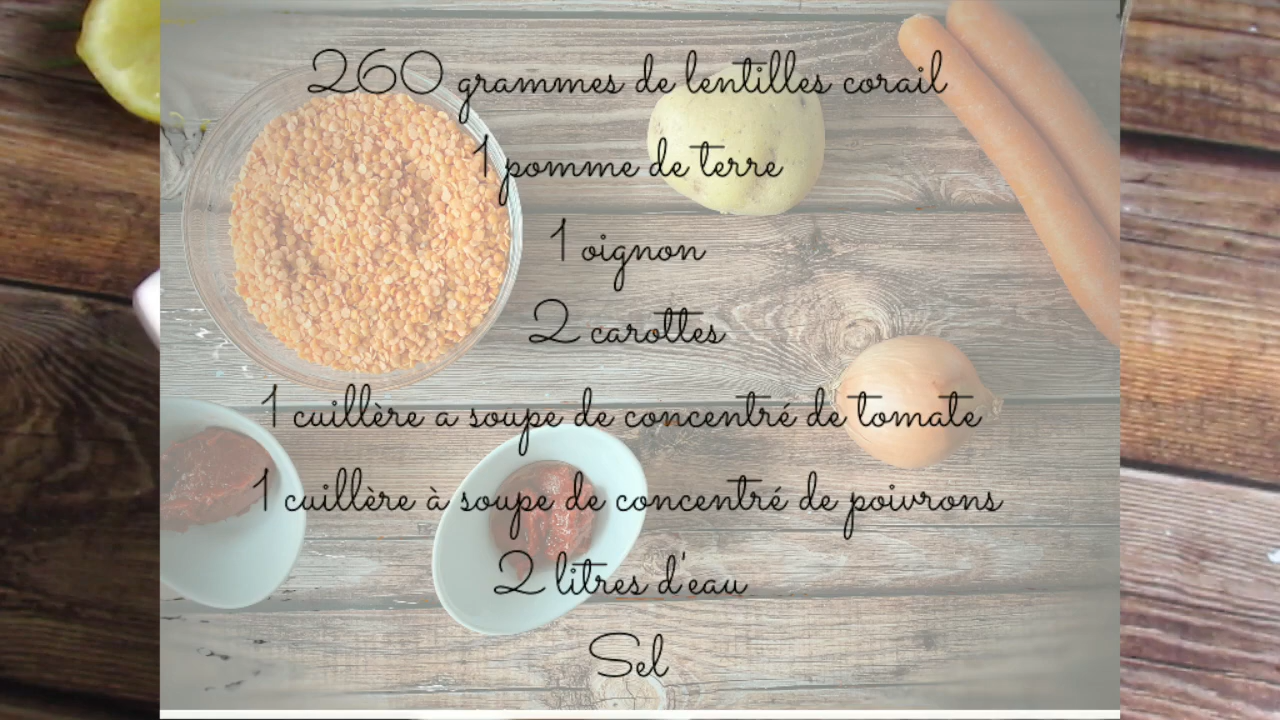 260 grammes de lentilles corail
1 pomme de terre
1 oignon
2 carottes
1 cuillère a soupe de concentré de tomate
1 cuillère à soupe de concentré de poivrons
2 litres d'eau
Sel